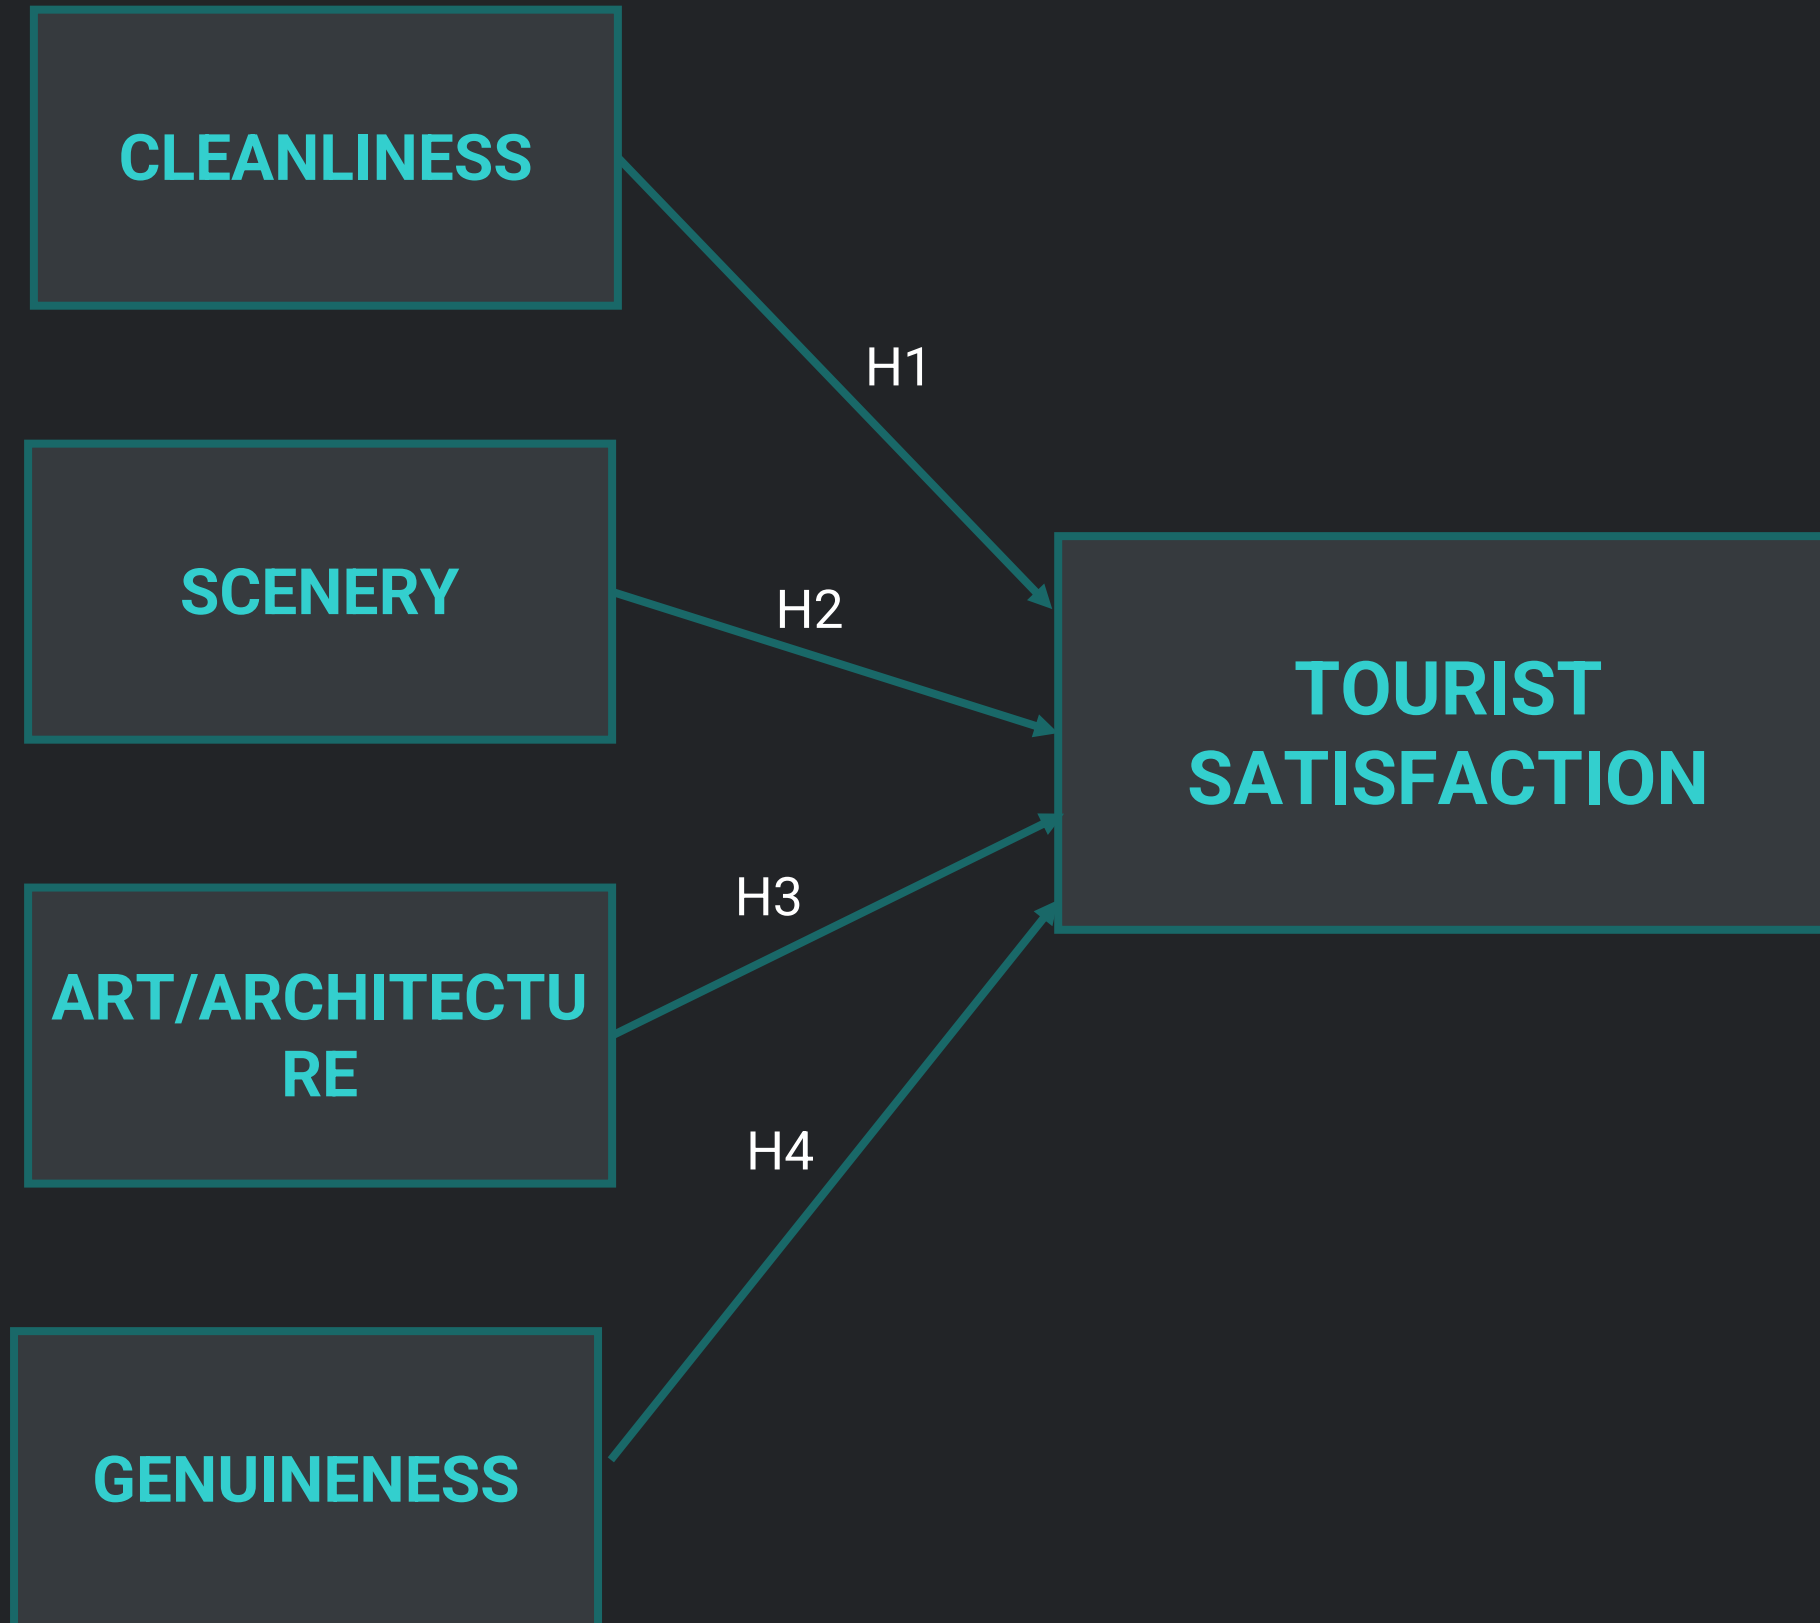 CLEANLINESS
H1
SCENERY
H2
TOURIST
SATISFACTION
H3
ART/ARCHITECTU
RE
H4
GENUINENESS